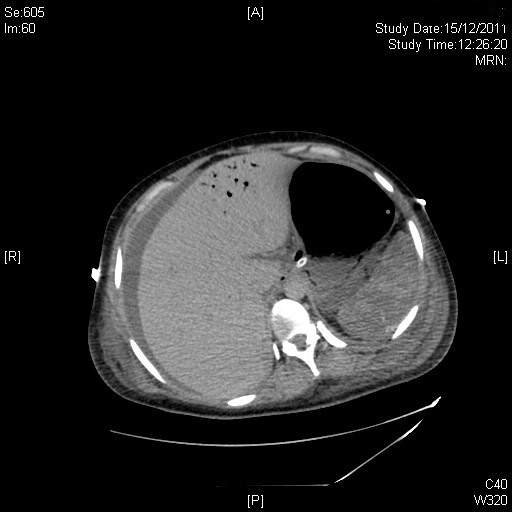 Se:605
Im:60
[A]
Study Date:15/12/2011
Study Time:12:26:20
MRN:
[R]
[L]
[P]
C40
W320